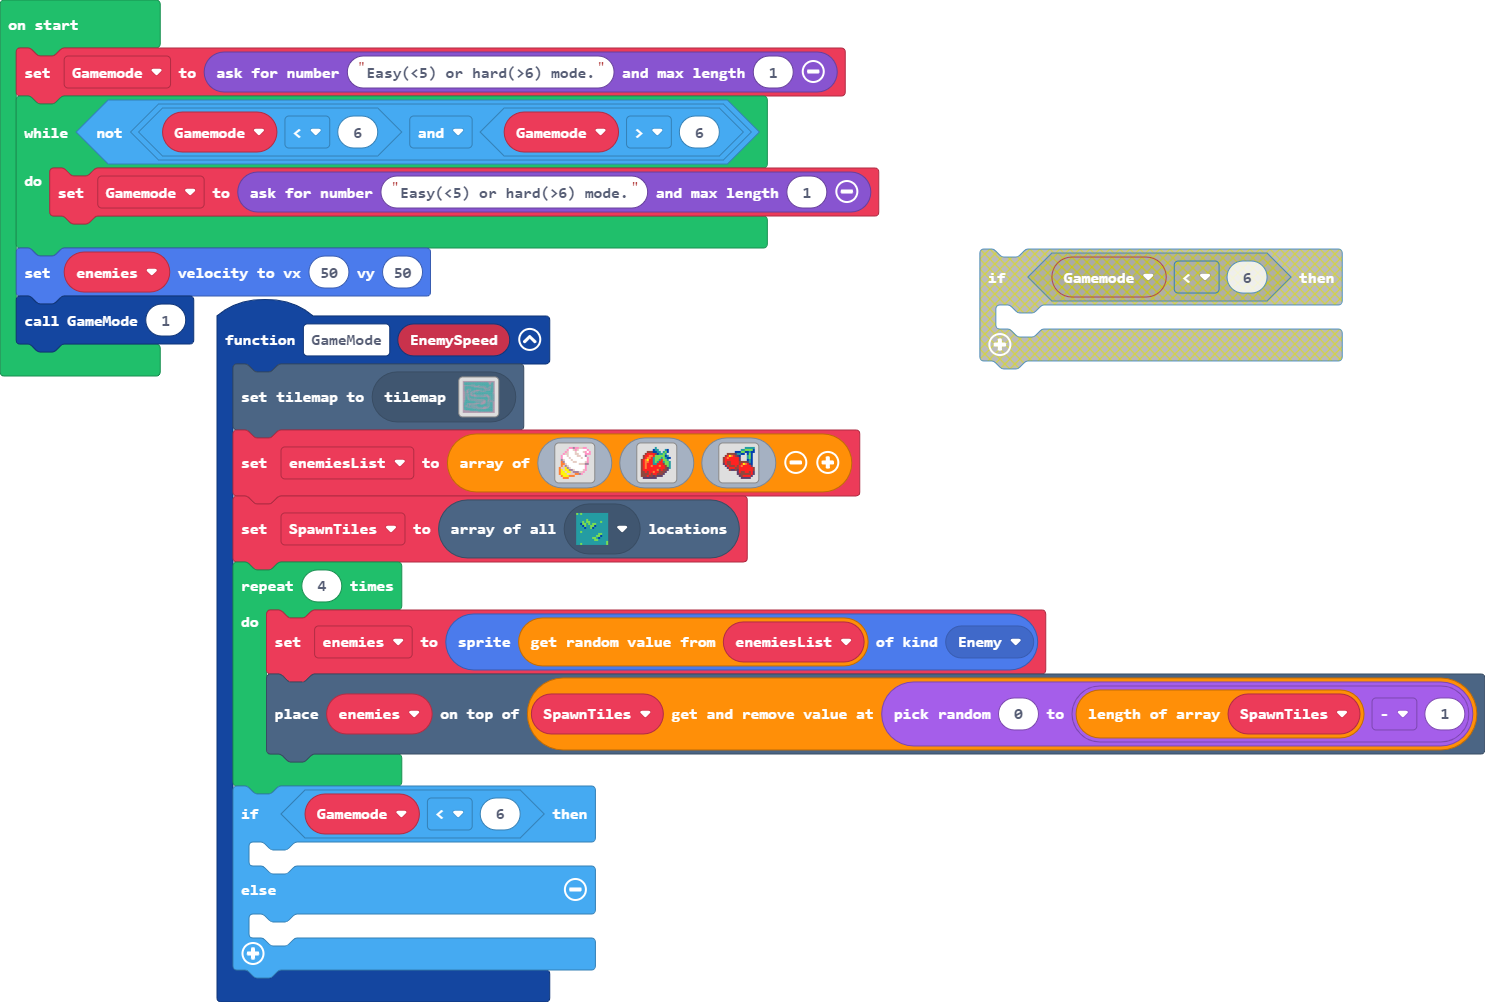 on start
set Gamemode to ask for number "Easy(<5) or hard(>6) mode." and max length 1
while not Gamemode < 6 and Gamemode > 6
do set Gamemode to ask for number "Easy(<5) or hard(>6) mode." and max length 1
set enemies velocity to vx 50 vy 50
call GameMode 1
if Gamemode < 6 then
function GameMode EnemySpeed
set tilemap to tilemap
set enemiesList to array of
set SpawnTiles to array of all locations
repeat 4 times
do
set enemies to sprite get random value from enemiesList of kind Enemy
place enemies on top of SpawnTiles get and remove value at pick random 0 to length of array SpawnTiles - 1
if Gamemode < 6 then
else